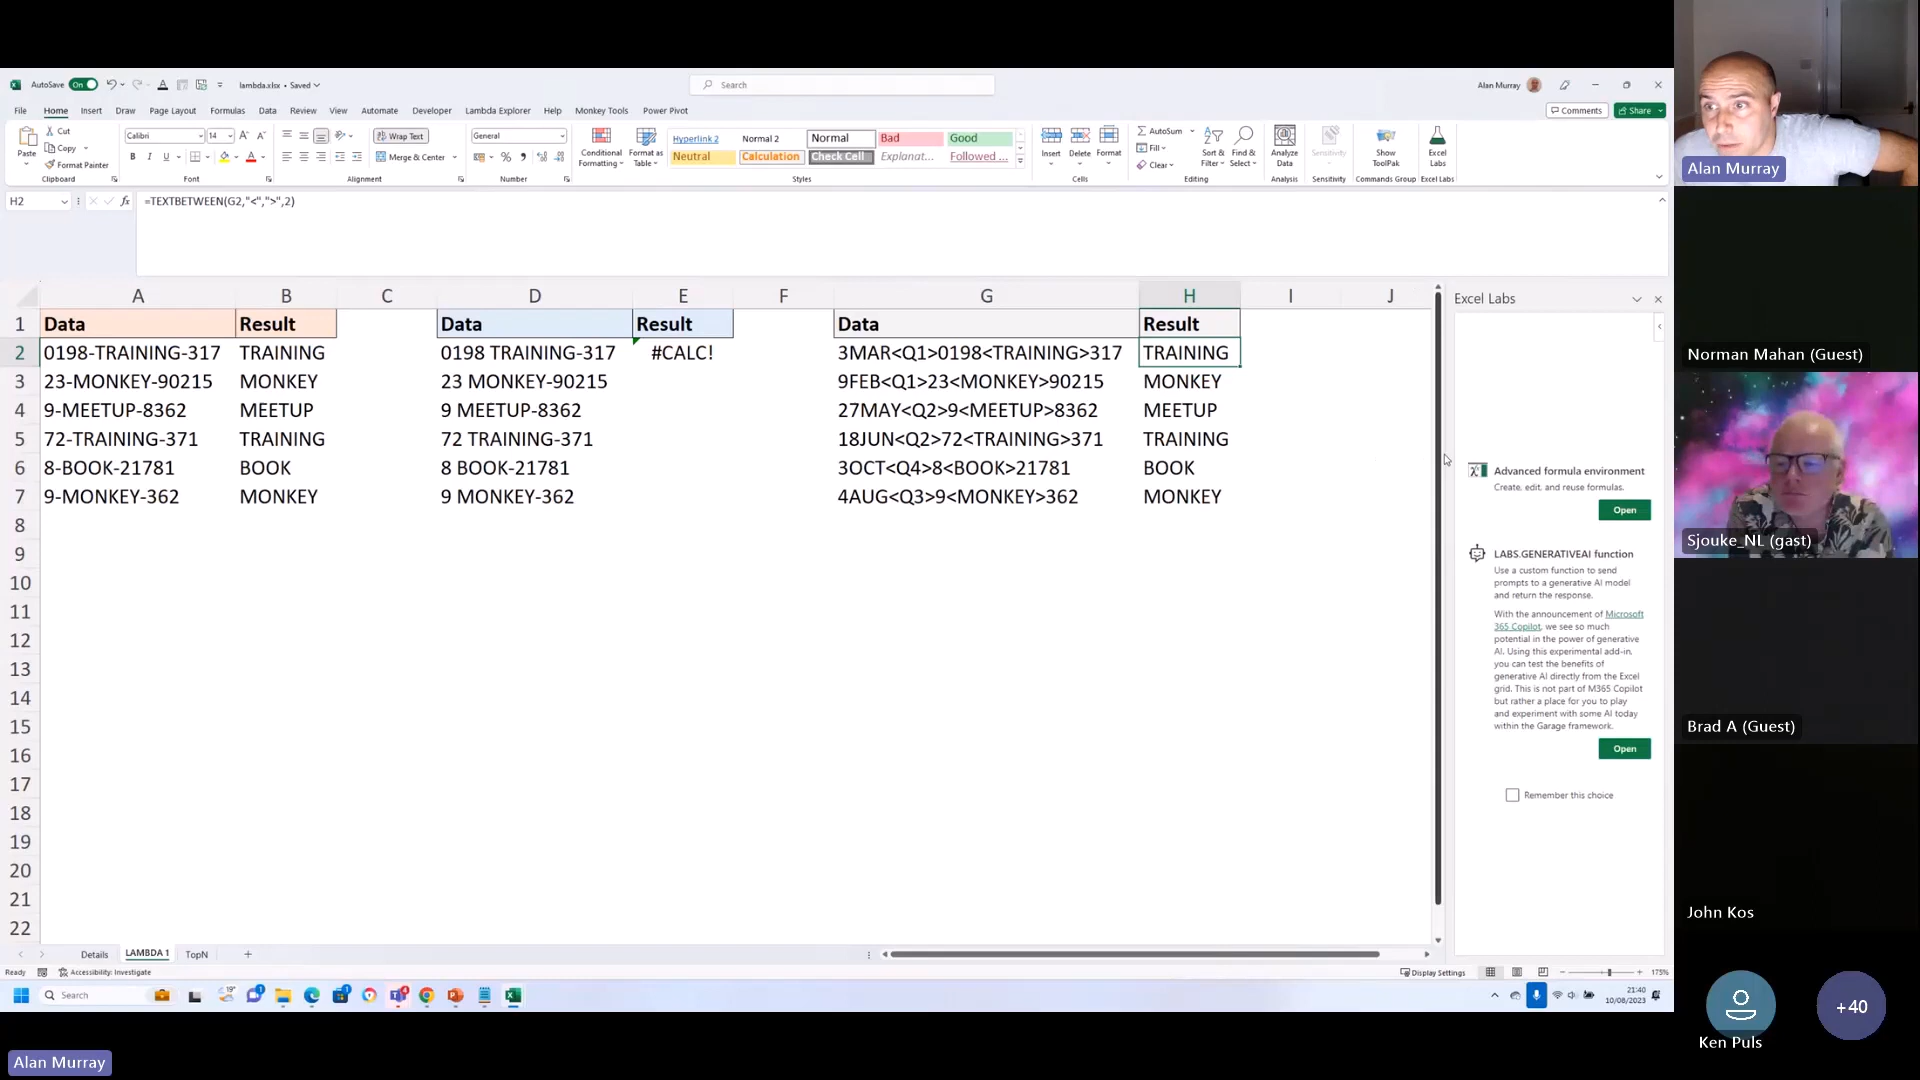 AutoSave On lambda.xlsx • Saved Search Alan Murray
File Home Insert Draw Page Layout Formulas Data Review View Automate Developer Lambda Explorer Help Monkey Tools Power Pivot Comments Share
Paste Cut Copy Format Painter
Calibri 14
B I U
Wrap Text
Merge & Center
General
Conditional Formatting Format as Table
Hyperlink 2 Normal 2 Normal Bad Good
Neutral Calculation Check Cell Explanat... Followed ...
Insert Delete Format
AutoSum Fill Clear
Sort & Filter Find & Select
Analyze Data
Sensitivity
Show ToolPak
Excel Labs
Clipboard Font Alignment Number Styles Cells Editing Analysis Sensitivity Commands Group Excel Labs
H2 fx =TEXTBETWEEN(G2,"<",">",2)
A B C D E F G H I J
1 Data Result Data Result Data Result
2 0198-TRAINING-317 TRAINING 0198 TRAINING-317 #CALC! 3MAR<Q1>0198<TRAINING>317 TRAINING
3 23-MONKEY-90215 MONKEY 23 MONKEY-90215 9FEB<Q1>23<MONKEY>90215 MONKEY
4 9-MEETUP-8362 MEETUP 9 MEETUP-8362 27MAY<Q2>9<MEETUP>8362 MEETUP
5 72-TRAINING-371 TRAINING 72 TRAINING-371 18JUN<Q2>72<TRAINING>371 TRAINING
6 8-BOOK-21781 BOOK 8 BOOK-21781 3OCT<Q4>8<BOOK>21781 BOOK
7 9-MONKEY-362 MONKEY 9 MONKEY-362 4AUG<Q3>9<MONKEY>362 MONKEY
8
9
10
11
12
13
14
15
16
17
18
19
20
21
22
Excel Labs
Advanced formula environment
Create, edit, and reuse formulas.
Open
LABS.GENERATIVEAI function
Use a custom function to send
prompts to a generative AI model
and return the response.
With the announcement of Microsoft
365 Copilot, we see so much
potential in the power of generative
AI. Using this experimental add-in,
you can test the benefits of
generative AI directly from the Excel
grid. This is not part of M365 Copilot
but rather a place for you to play
and experiment with some AI today
within the Garage framework.
Open
Remember this choice
Details LAMBDA 1 TopN
Ready Accessibility: Investigate Display Settings 175%
Search 19° 21:40
10/08/2023
Alan Murray
Norman Mahan (Guest)
Sjouke_NL (gast)
Brad A (Guest)
John Kos
+40
Ken Puls
Alan Murray